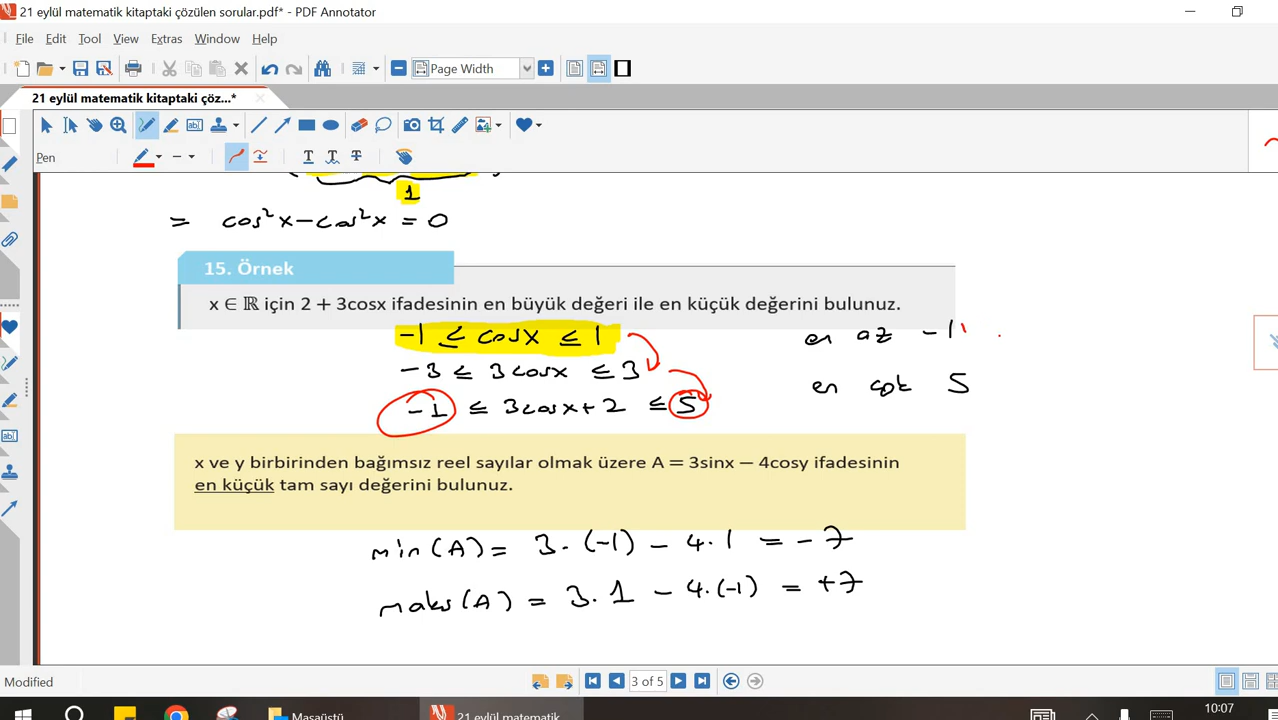 21 eylül matematik kitaptaki çözülen sorular.pdf* - PDF Annotator
File Edit Tool View Extras Window Help
Page Width
21 eylül matematik kitaptaki çöz...*
Pen
1
= cos²x-cos²x = 0
15. Örnek
x ∈ ℝ için 2 + 3cosx ifadesinin en büyük değeri ile en küçük değerini bulunuz.
-1 ≤ cosx ≤ 1
en az -1
-3 ≤ 3cosx ≤ 3
en çok 5
-1 ≤ 3cosx+2 ≤ 5
x ve y birbirinden bağımsız reel sayılar olmak üzere A = 3sinx − 4cosy ifadesinin
en küçük tam sayı değerini bulunuz.
min(A) = 3.(-1) - 4.1 = -7
maks(A) = 3.1 - 4.(-1) = +7
Modified
3 of 5
Masaüstü
21 eylül matematik
10:07